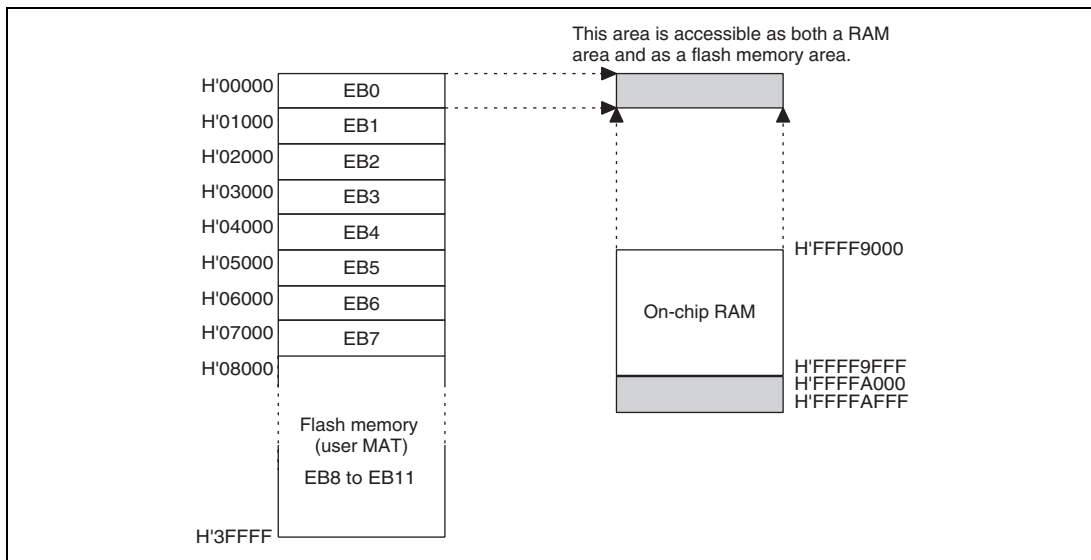 This area is accessible as both a RAM
area and as a flash memory area.
H'00000
EB0
H'01000
EB1
H'02000
EB2
H'03000
EB3
H'04000
EB4
H'05000
EB5
H'06000
EB6
H'07000
EB7
H'08000
Flash memory
(user MAT)
EB8 to EB11
H'3FFFF
H'FFFF9000
On-chip RAM
H'FFFF9FFF
H'FFFFA000
H'FFFFAFFF